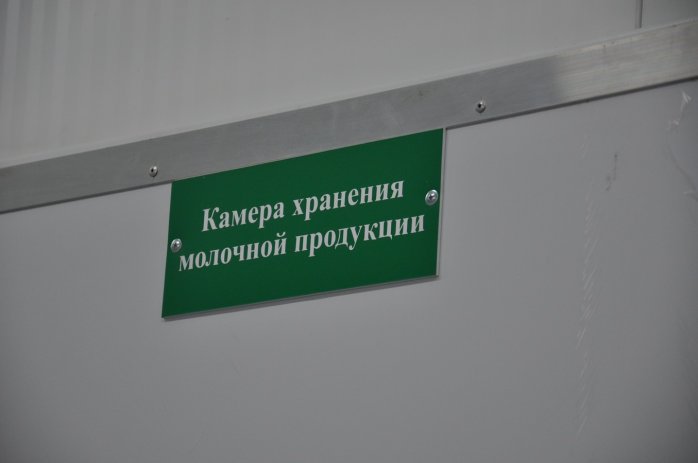 Камера хранения
молочной продукции